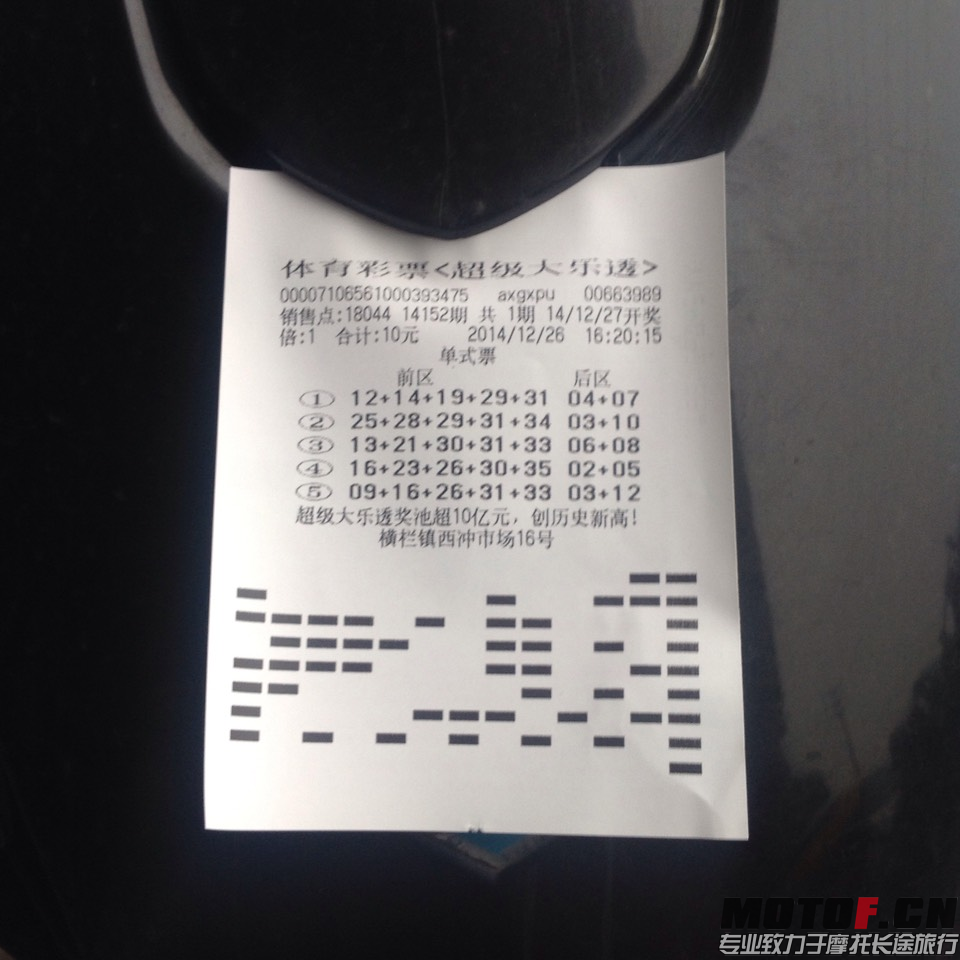 体育彩票<超级大乐透>
00007106561000393475 axgxpu 00663989
销售点:18044 14152期 共 1期 14/12/27开奖
倍:1 合计:10元 2014/12/26 16:20:15
单式票
前区 后区
① 12+14+19+29+31 04+07
② 25+28+29+31+34 03+10
③ 13+21+30+31+33 06+08
④ 16+23+26+30+35 02+05
⑤ 09+16+26+31+33 03+12
超级大乐透奖池超10亿元，创历史新高!
横栏镇西冲市场16号
MOTOF.CN
专业致力于摩托长途旅行